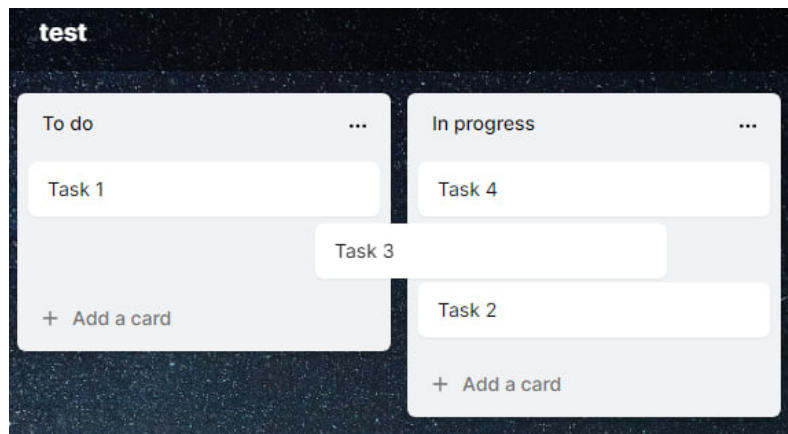 test
To do
...
Task 1
+ Add a card
In progress
...
Task 4
Task 3
Task 2
+ Add a card